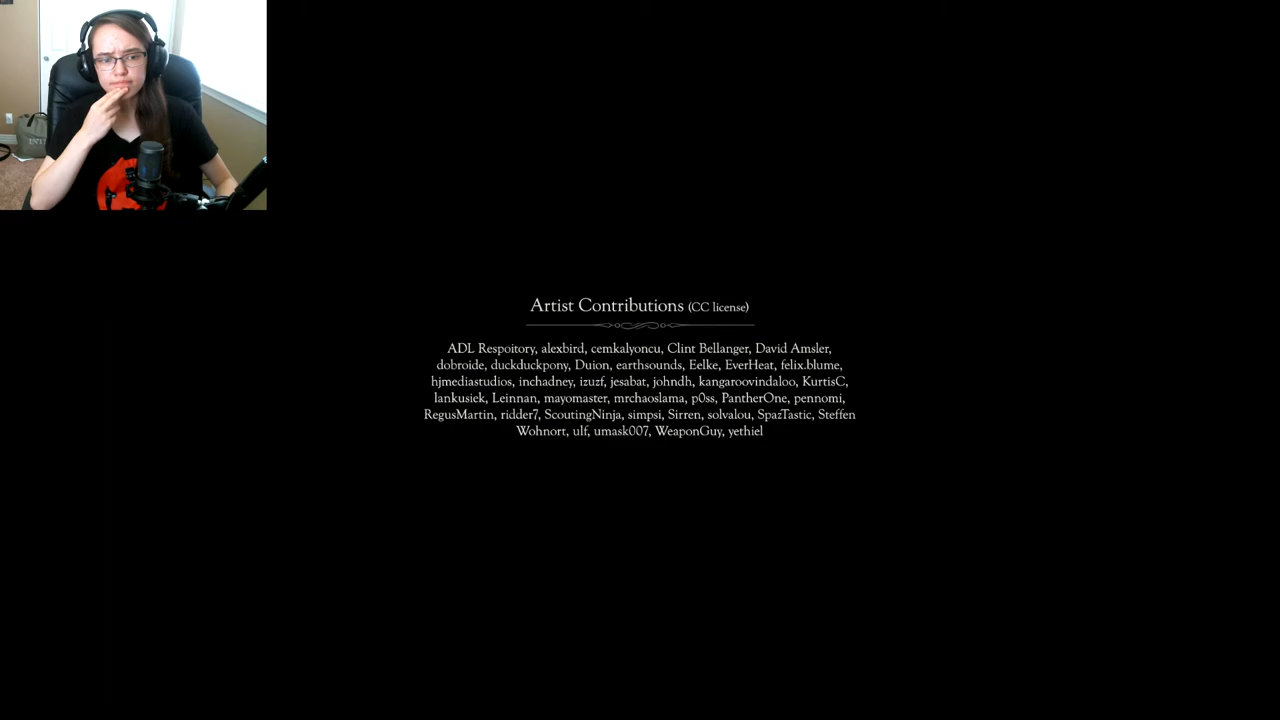 Artist Contributions (CC license)
ADL Respoitory, alexbird, cemkalyoncu, Clint Bellanger, David Amsler,
dobroide, duckduckpony, Duion, earthsounds, Eelke, EverHeat, felix.blume,
hjmediastudios, inchadney, izuzf, jesabat, johndh, kangaroovindaloo, KurtisC,
lankusiek, Leinnan, mayomaster, mrchaoslama, p0ss, PantherOne, pennomi,
RegusMartin, ridder7, ScoutingNinja, simpsi, Sirren, solvalou, SpazTastic, Steffen
Wohnort, ulf, umask007, WeaponGuy, yethiel